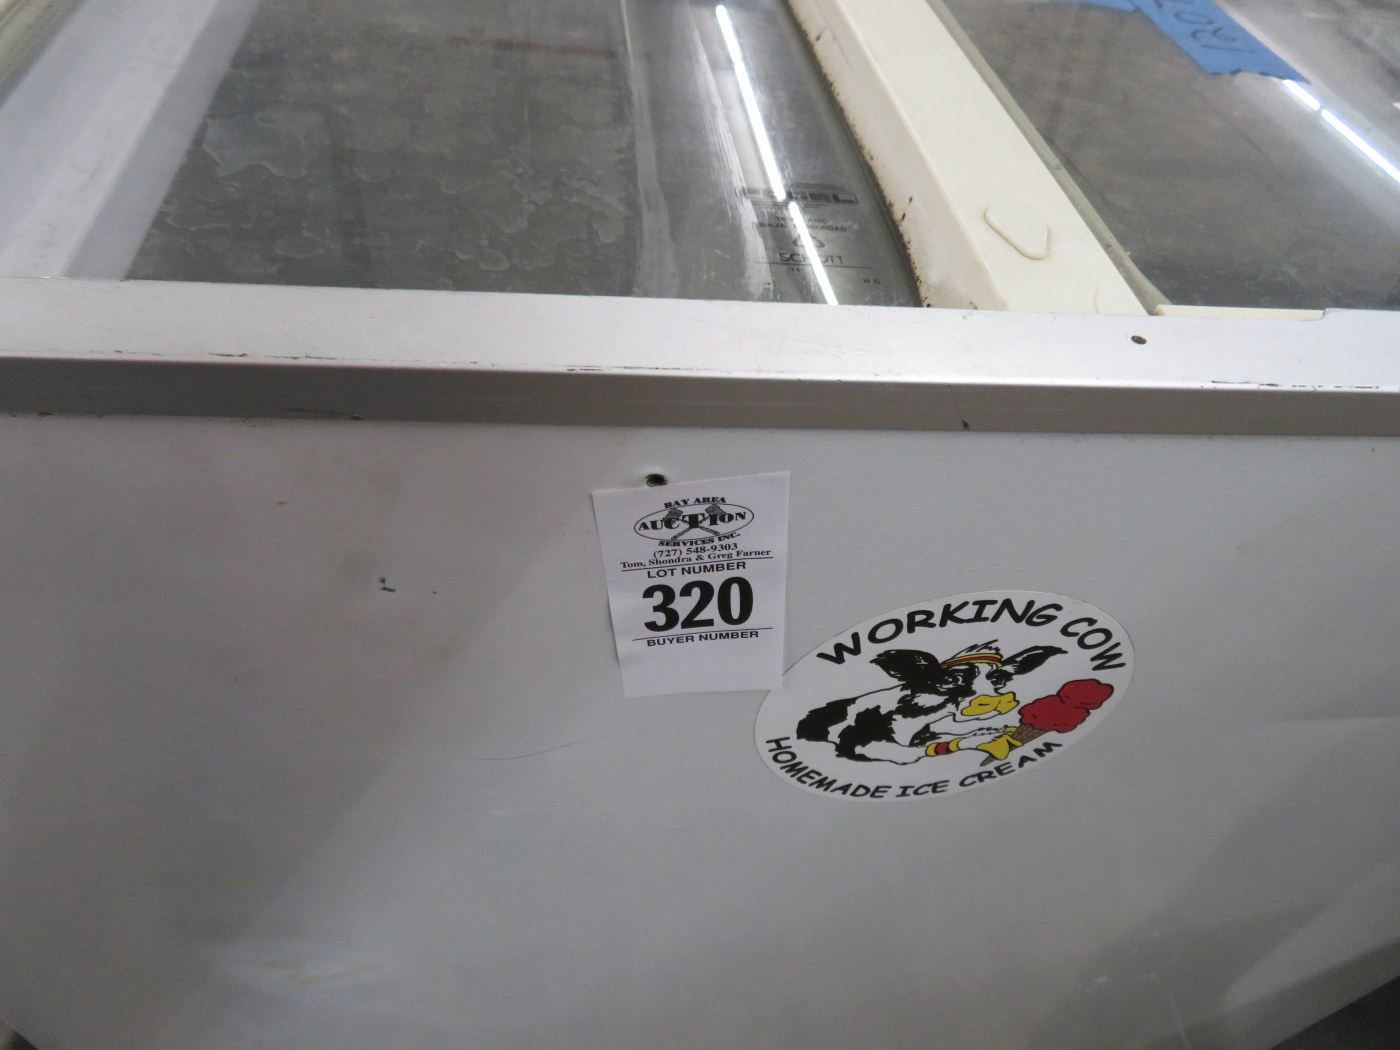 SCHOTT
BAY AREA
AUCTION
SERVICES INC.
(727) 548-9303
Tom, Shondra & Greg Farner
LOT NUMBER
320
BUYER NUMBER
WORKING COW
HOMEMADE ICE CREAM